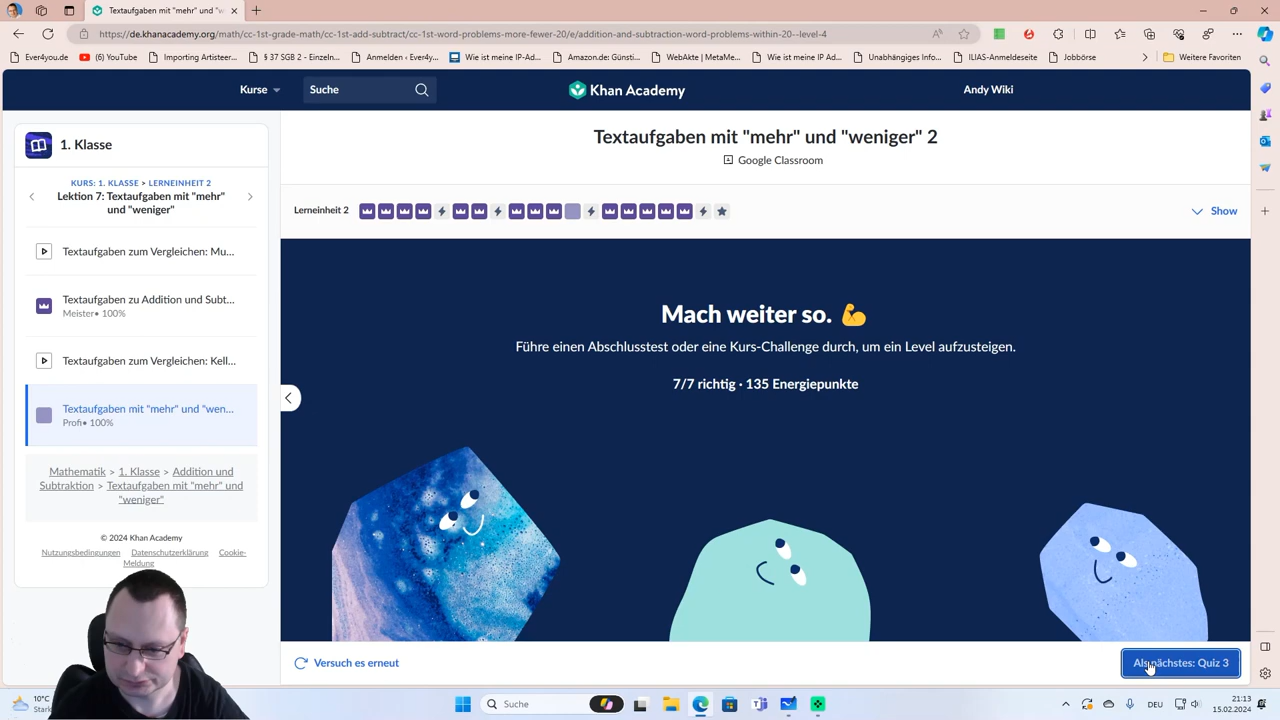 Textaufgaben mit "mehr" und "w
https://de.khanacademy.org/math/cc-1st-grade-math/cc-1st-add-subtract/cc-1st-word-problems-more-fewer-20/e/addition-and-subtraction-word-problems-within-20--level-4
Ever4you.de
(6) YouTube
Importing Artisteer...
§ 37 SGB 2 - Einzeln...
Anmelden ‹ Ever4y...
Wie ist meine IP-Ad...
Amazon.de: Günsti...
WebAkte | MetaMe...
Wie ist meine IP-Ad...
Unabhängiges Info...
ILIAS-Anmeldeseite
Jobbörse
Weitere Favoriten
Kurse
Suche
Khan Academy
Andy Wiki
1. Klasse
KURS: 1. KLASSE > LERNEINHEIT 2
Lektion 7: Textaufgaben mit "mehr"
und "weniger"
Textaufgaben zum Vergleichen: Mu...
Textaufgaben zu Addition und Subt...
Meister• 100%
Textaufgaben zum Vergleichen: Kell...
Textaufgaben mit "mehr" und "wen...
Profi• 100%
Mathematik > 1. Klasse > Addition und
Subtraktion > Textaufgaben mit "mehr" und
"weniger"
© 2024 Khan Academy
Nutzungsbedingungen Datenschutzerklärung Cookie-
Meldung
Textaufgaben mit "mehr" und "weniger" 2
Google Classroom
Lerneinheit 2
Show
Mach weiter so.
Führe einen Abschlusstest oder eine Kurs-Challenge durch, um ein Level aufzusteigen.
7/7 richtig · 135 Energiepunkte
Versuch es erneut
Als nächstes: Quiz 3
10°C
Stark
Suche
DEU
21:13
15.02.2024